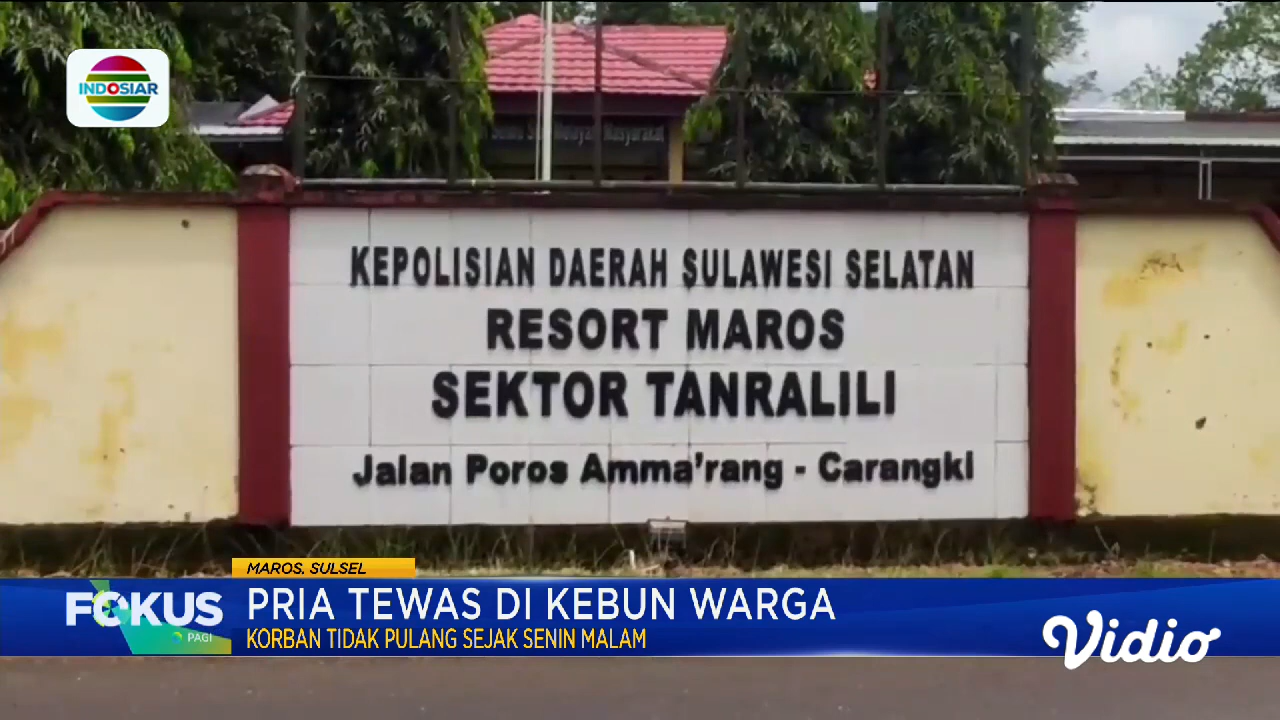 INDOSIAR
KEPOLISIAN DAERAH SULAWESI SELATAN
RESORT MAROS
SEKTOR TANRALILI
Jalan Poros Amma'rang - Carangki
MAROS, SULSEL
FOKUS
PAGI
PRIA TEWAS DI KEBUN WARGA
KORBAN TIDAK PULANG SEJAK SENIN MALAM
Vidio